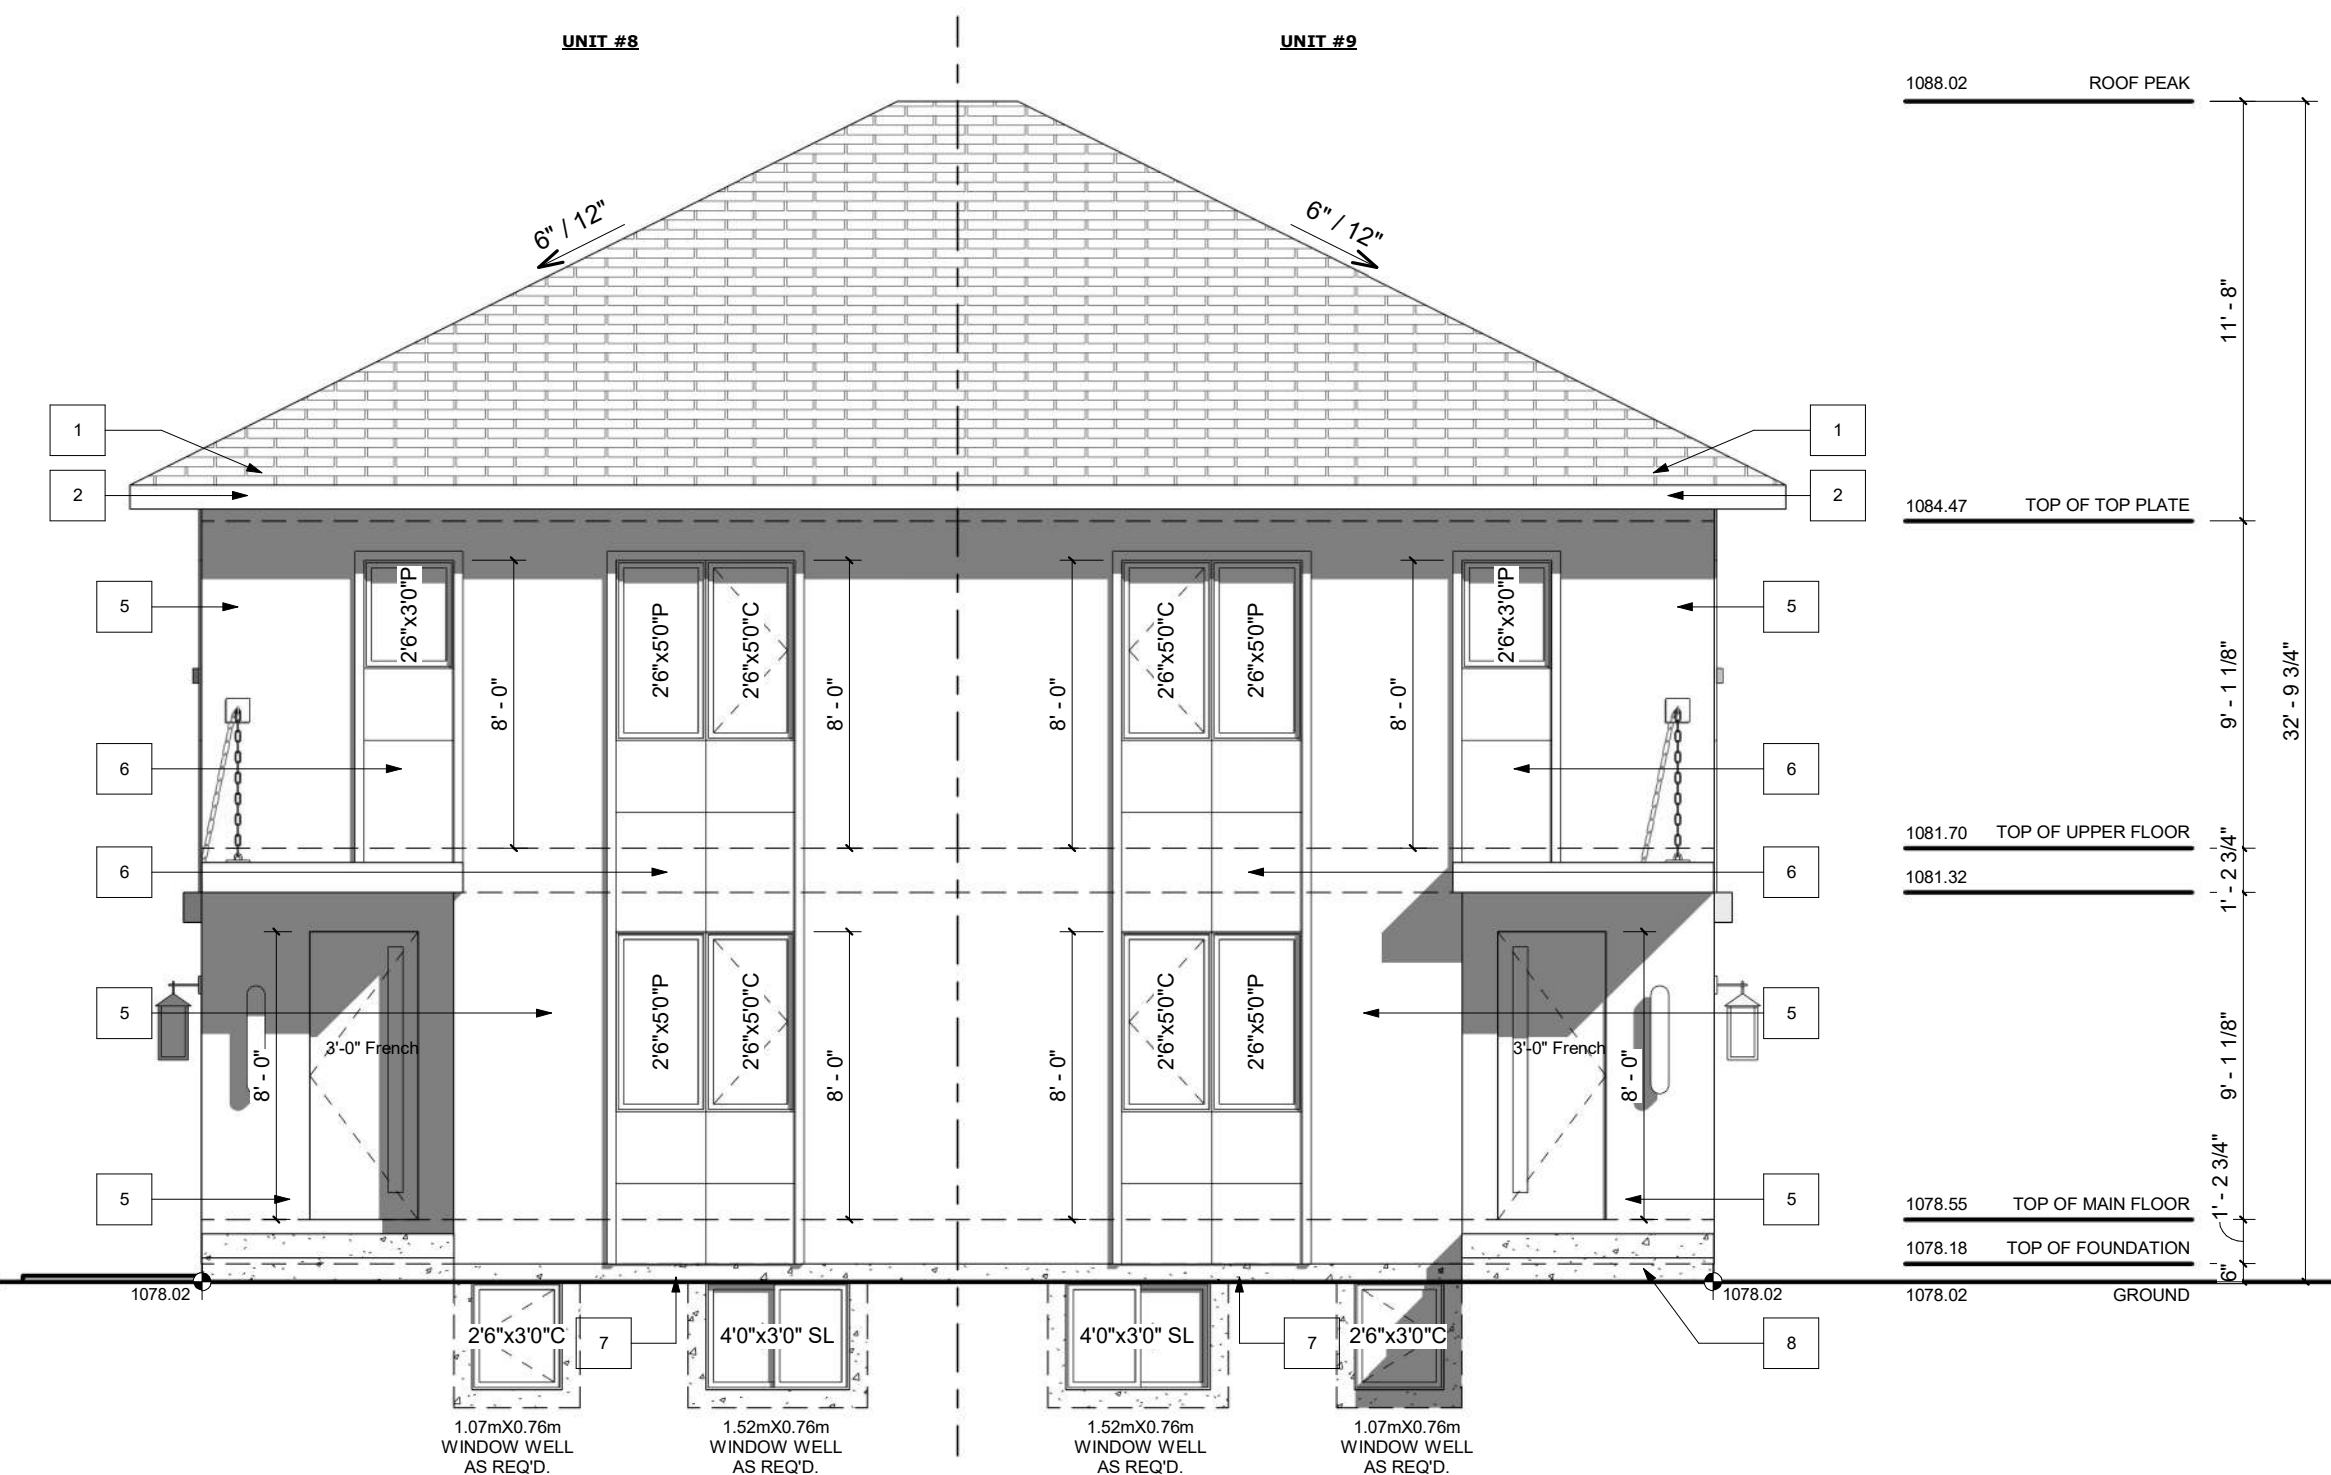 UNIT #8
UNIT #9
1088.02 ROOF PEAK
6" / 12"
6" / 12"
11' - 8"
1
1
2
2
1084.47 TOP OF TOP PLATE
5
2'6"x3'0"P
2'6"x5'0"P
2'6"x5'0"C
2'6"x5'0"C
2'6"x5'0"P
2'6"x3'0"P
5
8' - 0"
8' - 0"
8' - 0"
8' - 0"
9' - 1 1/8"
32' - 9 3/4"
6
6
1081.70 TOP OF UPPER FLOOR
1' - 2 3/4"
6
6
1081.32
5
2'6"x5'0"P
2'6"x5'0"C
2'6"x5'0"C
2'6"x5'0"P
5
3'-0" French
3'-0" French
8' - 0"
8' - 0"
8' - 0"
8' - 0"
9' - 1 1/8"
5
5
1078.55 TOP OF MAIN FLOOR
1' - 2 3/4"
1078.18 TOP OF FOUNDATION
6"
1078.02
1078.02
1078.02 GROUND
2'6"x3'0"C
7
4'0"x3'0" SL
4'0"x3'0" SL
7
2'6"x3'0"C
8
1.07mX0.76m
WINDOW WELL
AS REQ'D.
1.52mX0.76m
WINDOW WELL
AS REQ'D.
1.52mX0.76m
WINDOW WELL
AS REQ'D.
1.07mX0.76m
WINDOW WELL
AS REQ'D.